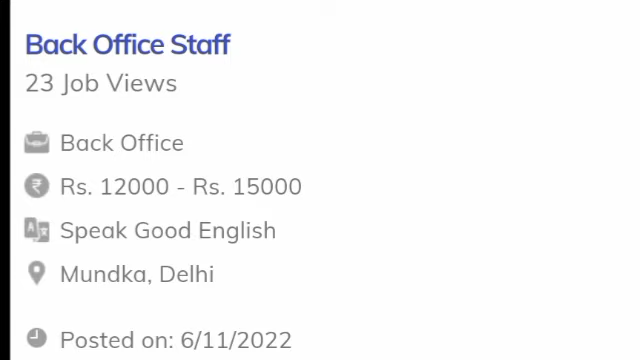 Back Office Staff
23 Job Views
Back Office
Rs. 12000 - Rs. 15000
Speak Good English
Mundka, Delhi
Posted on: 6/11/2022